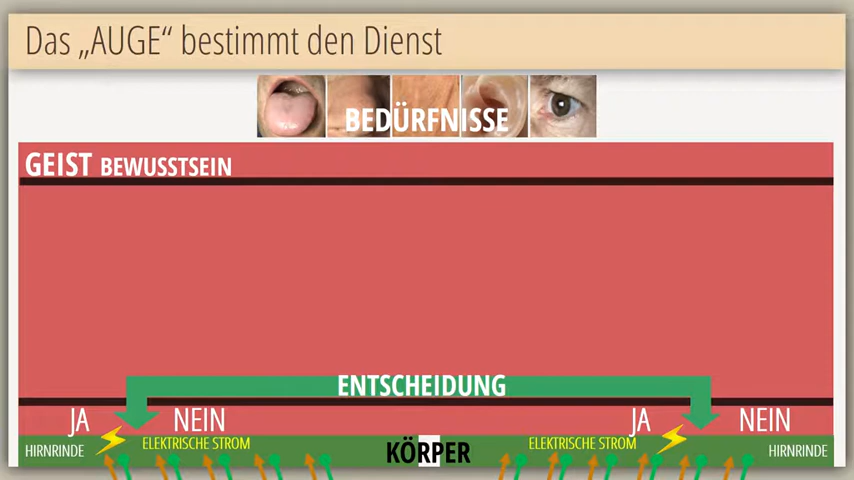 Das „AUGE“ bestimmt den Dienst
BEDÜRFNISSE
GEIST BEWUSSTSEIN
ENTSCHEIDUNG
JA NEIN JA NEIN
HIRNRINDE ELEKTRISCHE STROM KÖRPER ELEKTRISCHE STROM HIRNRINDE